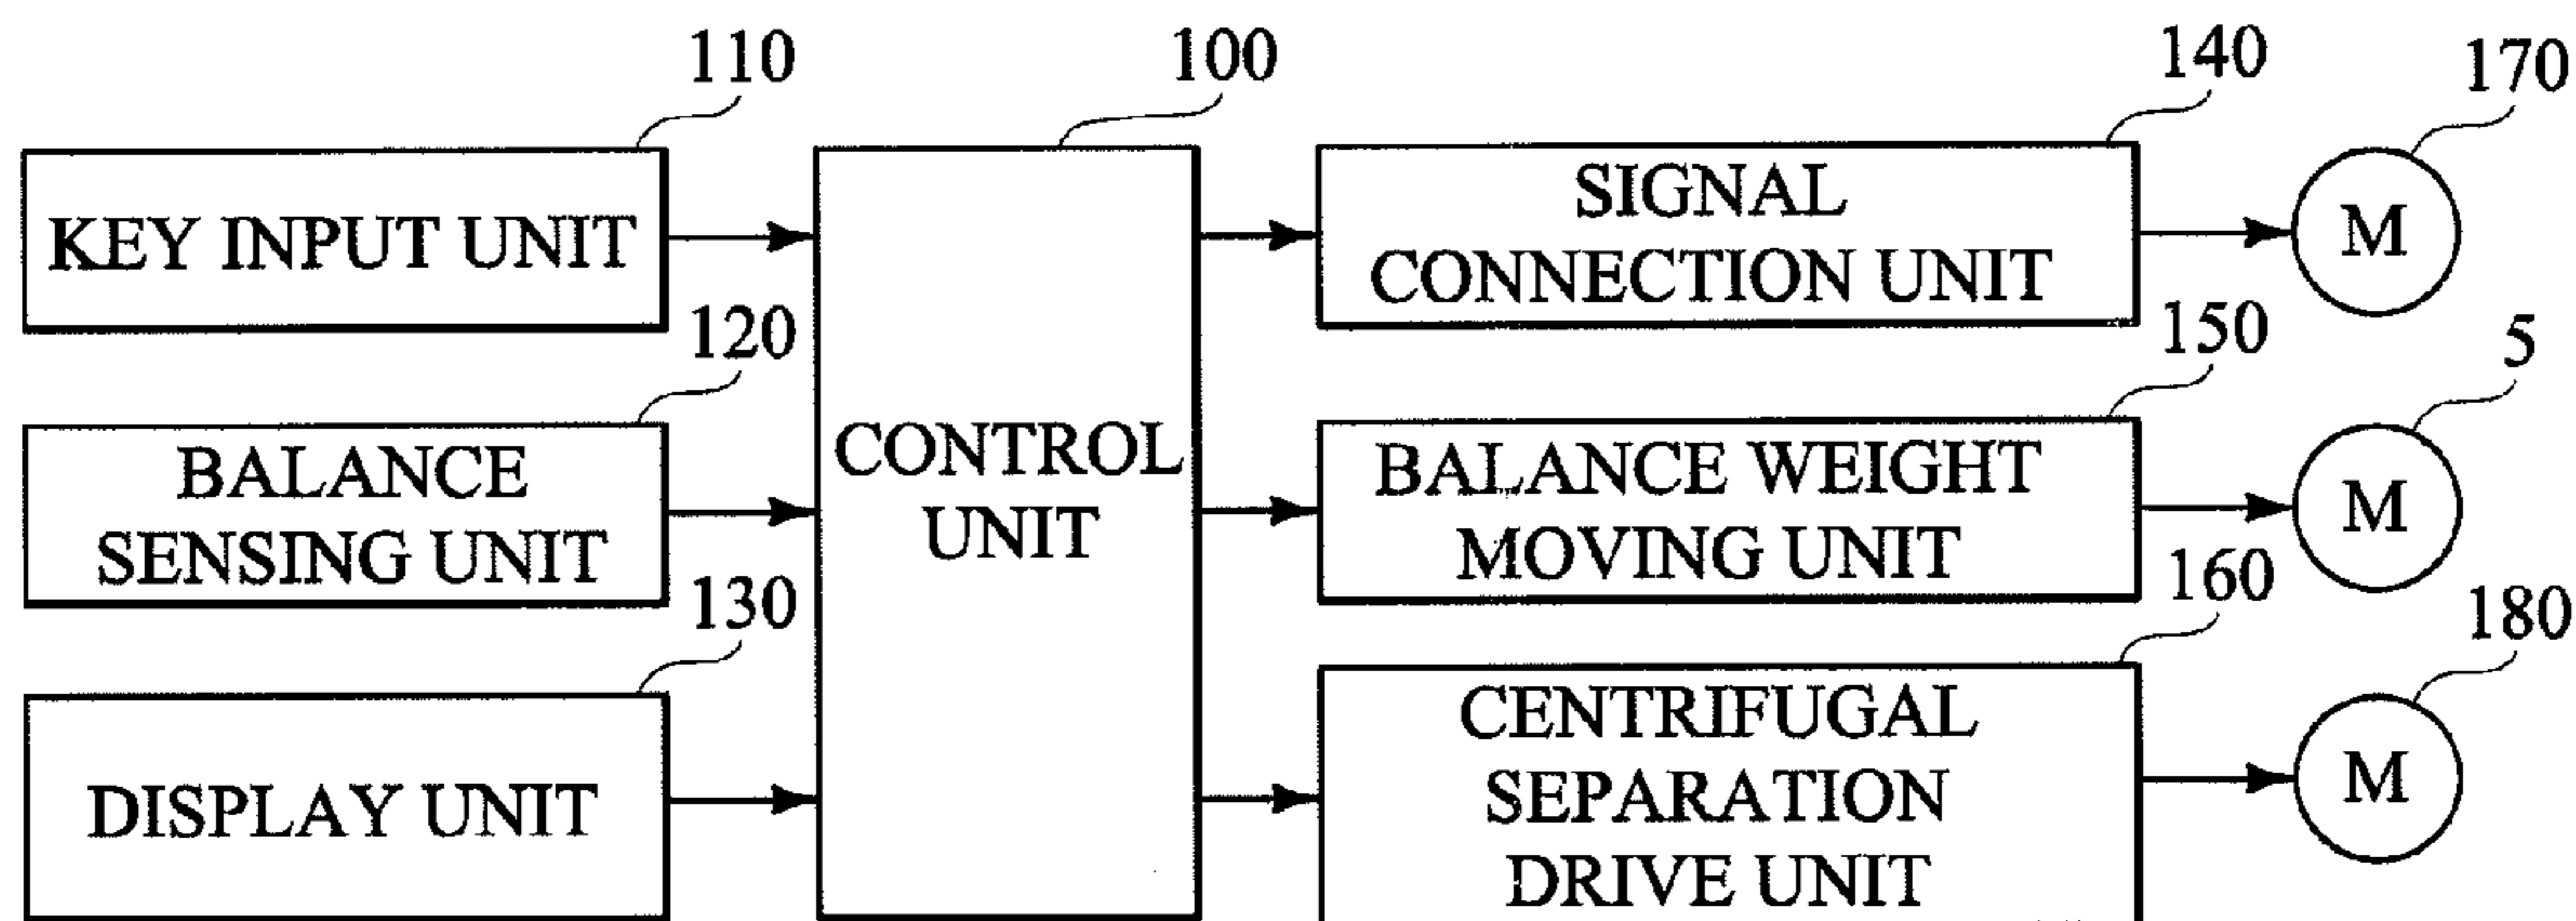 110
100
140
170
KEY INPUT UNIT
SIGNAL
CONNECTION UNIT
M
120
150
5
BALANCE
SENSING UNIT
CONTROL
UNIT
BALANCE WEIGHT
MOVING UNIT
M
130
160
180
DISPLAY UNIT
CENTRIFUGAL
SEPARATION
DRIVE UNIT
M